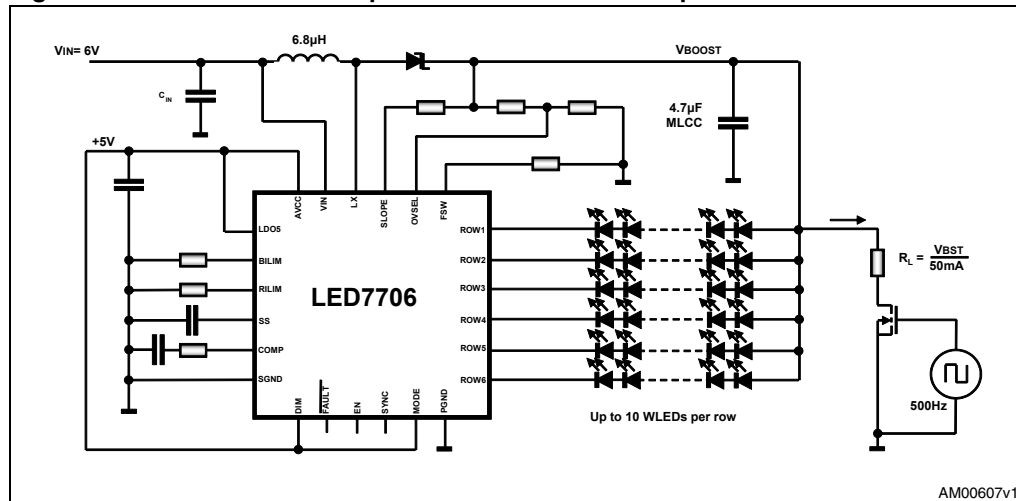 VIN= 6V
6.8µH
VBOOST
CIN
4.7µF
MLCC
+5V
AVCC
VIN
LX
SLOPE
OVSEL
FSW
LDO5
BILIM
RILIM
SS
COMP
SGND
LED7706
ROW1
ROW2
ROW3
ROW4
ROW5
ROW6
DIM
FAULT
EN
SYNC
MODE
PGND
RL = VBST
50mA
500Hz
Up to 10 WLEDs per row
AM00607v1